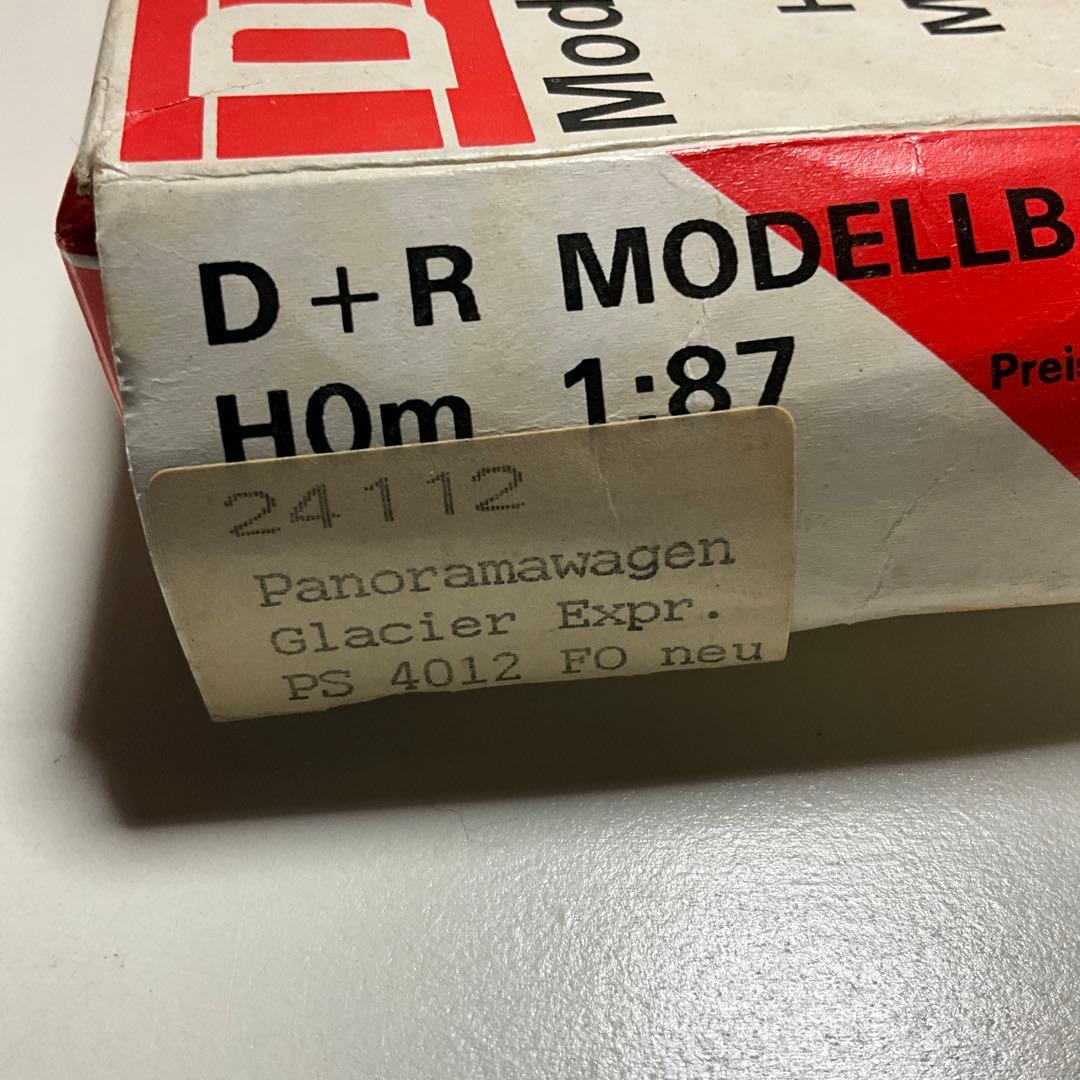 D+R MODELLB
Preis
H0m 1:87
24112
Panoramawagen
Glacier Expr.
PS 4012 FO neu
Mod
H
M